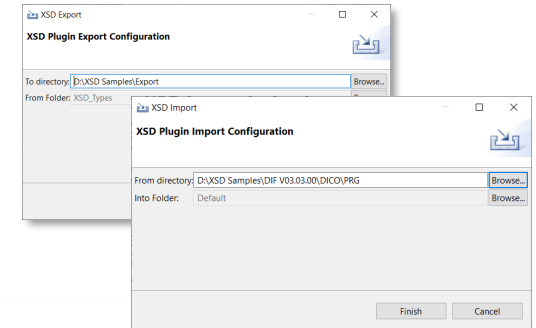 XSD Export
XSD Plugin Export Configuration
To directory: D:\XSD Samples\Export Browse...
From Folder: XSD_Types
XSD Import
XSD Plugin Import Configuration
From directory: D:\XSD Samples\DIF V03.03.00\DICO\PRG Browse...
Into Folder: Default Browse...
Finish Cancel